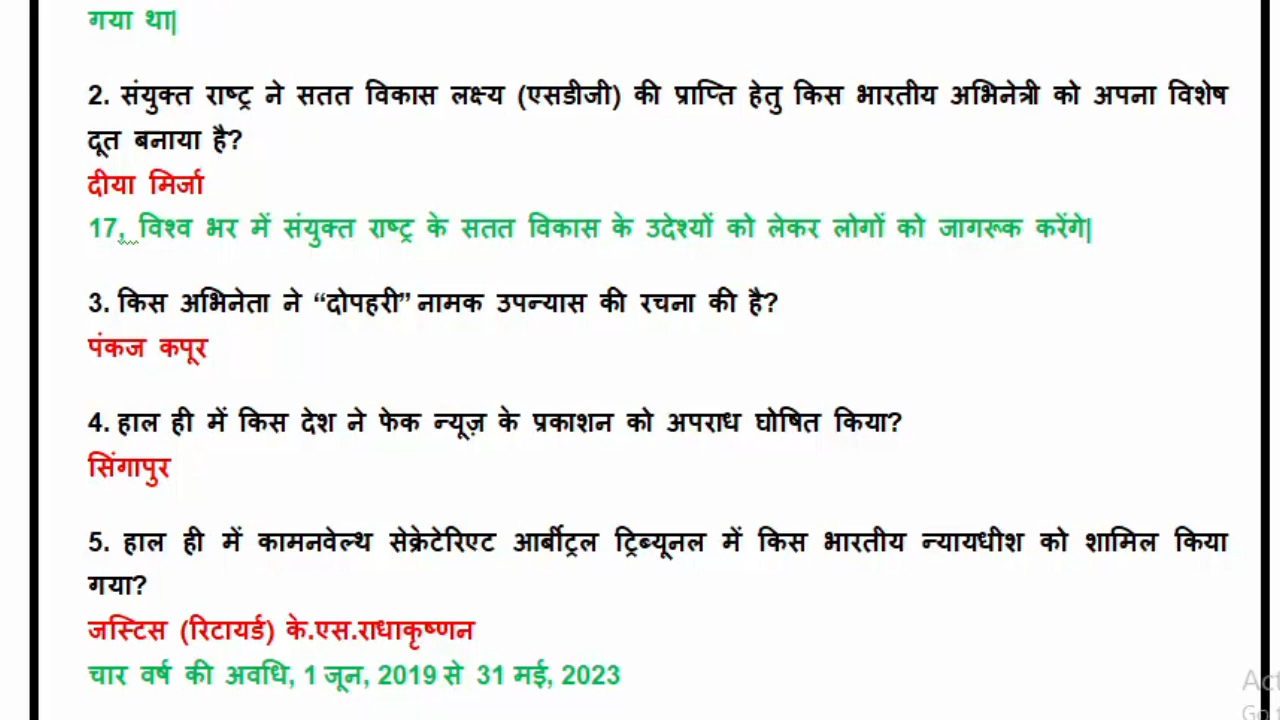 गया था|
2. संयुक्त राष्ट्र ने सतत विकास लक्ष्य (एसडीजी) की प्राप्ति हेतु किस भारतीय अभिनेत्री को अपना विशेष
दूत बनाया है?
दीया मिर्जा
17, विश्व भर में संयुक्त राष्ट्र के सतत विकास के उदेश्यों को लेकर लोगों को जागरूक करेंगे|
3. किस अभिनेता ने “दोपहरी” नामक उपन्यास की रचना की है?
पंकज कपूर
4. हाल ही में किस देश ने फेक न्यूज़ के प्रकाशन को अपराध घोषित किया?
सिंगापुर
5. हाल ही में कामनवेल्थ सेक्रेटेरिएट आर्बीट्रल ट्रिब्यूनल में किस भारतीय न्यायधीश को शामिल किया
गया?
जस्टिस (रिटायर्ड) के.एस.राधाकृष्णन
चार वर्ष की अवधि, 1 जून, 2019 से 31 मई, 2023